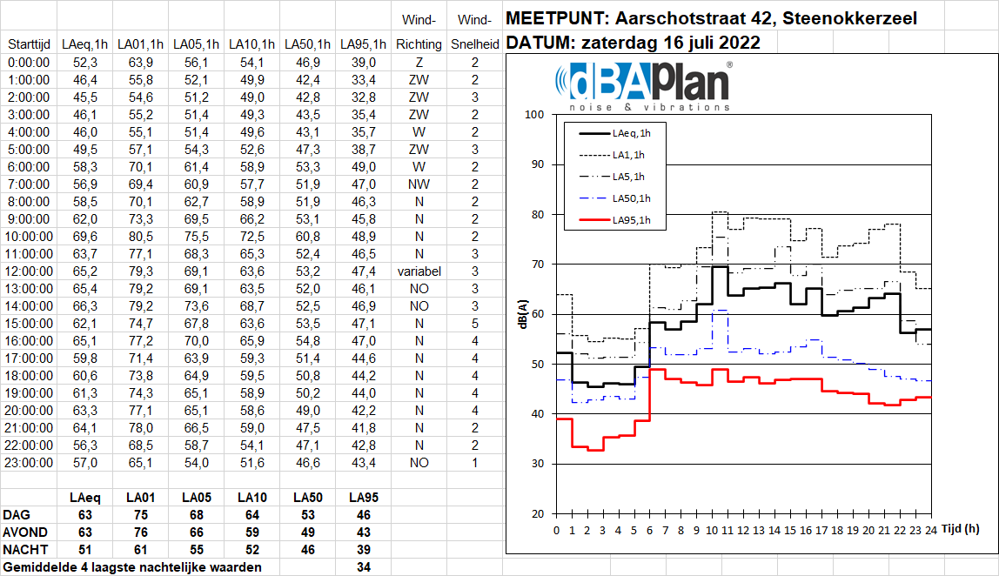 Wind- Wind- MEETPUNT: Aarschotstraat 42, Steenokkerzeel
Starttijd LAeq,1h LA01,1h LA05,1h LA10,1h LA50,1h LA95,1h Richting Snelheid DATUM: zaterdag 16 juli 2022
0:00:00 52,3 63,9 56,1 54,1 46,9 39,0 Z 2
1:00:00 46,4 55,8 52,1 49,9 42,4 33,4 ZW 2
2:00:00 45,5 54,6 51,2 49,0 42,8 32,8 ZW 3
3:00:00 46,1 55,2 51,4 49,3 43,5 35,4 ZW 2
4:00:00 46,0 55,1 51,4 49,6 43,1 35,7 W 2
5:00:00 49,5 57,1 54,3 52,6 47,3 38,7 ZW 3
6:00:00 58,3 70,1 61,4 58,9 53,3 49,0 W 2
7:00:00 56,9 69,4 60,9 57,7 51,9 47,0 NW 2
8:00:00 58,5 70,1 62,7 58,9 51,9 46,3 N 2
9:00:00 62,0 73,3 69,5 66,2 53,1 45,8 N 2
10:00:00 69,6 80,5 75,5 72,5 60,8 48,9 N 2
11:00:00 63,7 77,1 68,3 65,3 52,4 46,5 N 3
12:00:00 65,2 79,3 69,1 63,6 53,2 47,4 variabel 3
13:00:00 65,4 79,2 69,1 63,5 52,0 46,1 NO 3
14:00:00 66,3 79,2 73,6 68,7 52,5 46,9 NO 3
15:00:00 62,1 74,7 67,8 63,6 53,5 47,1 N 5
16:00:00 65,1 77,2 70,0 65,9 54,8 47,0 N 4
17:00:00 59,8 71,4 63,9 59,3 51,4 44,6 N 4
18:00:00 60,6 73,8 64,9 59,5 50,8 44,2 N 4
19:00:00 61,3 74,3 65,1 58,9 50,2 44,0 N 4
20:00:00 63,3 77,1 65,1 58,6 49,0 42,2 N 4
21:00:00 64,1 78,0 66,5 59,0 47,5 41,8 N 2
22:00:00 56,3 68,5 58,7 54,1 47,1 42,8 N 2
23:00:00 57,0 65,1 54,0 51,6 46,6 43,4 NO 1
LAeq LA01 LA05 LA10 LA50 LA95
DAG 63 75 68 64 53 46
AVOND 63 76 66 59 49 43
NACHT 51 61 55 52 46 39
Gemiddelde 4 laagste nachtelijke waarden 34
dBAPlan®
noise & vibrations
LAeq,1h
LA1,1h
LA5,1h
LA50,1h
LA95,1h
dB(A)
100
90
80
70
60
50
40
30
20
0 1 2 3 4 5 6 7 8 9 10 11 12 13 14 15 16 17 18 19 20 21 22 23 24 Tijd (h)